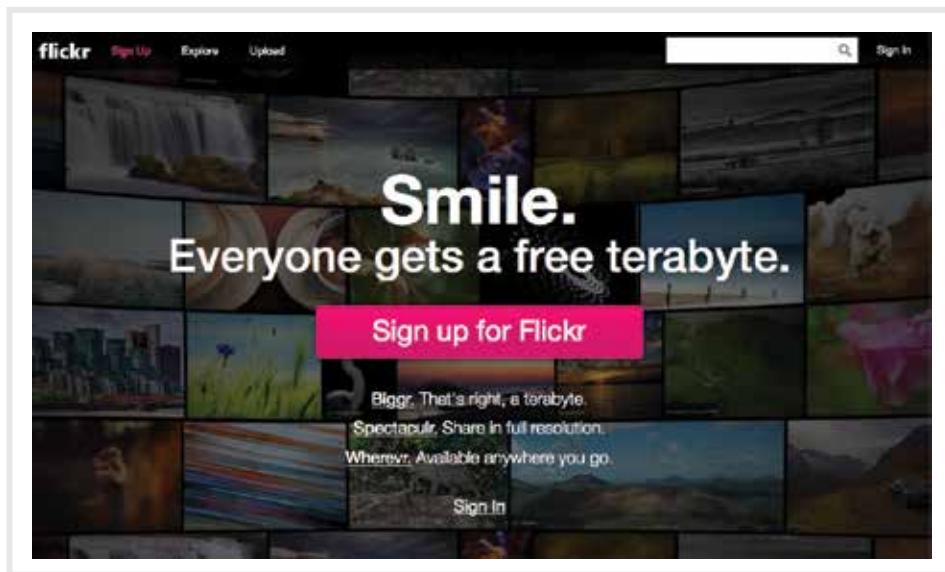 flickr Sign Up Explore Upload Sign In
Smile.
Everyone gets a free terabyte.
Sign up for Flickr
Biggr. That's right, a terabyte.
Spectaculr. Share in full resolution.
Wherevr. Available anywhere you go.
Sign In